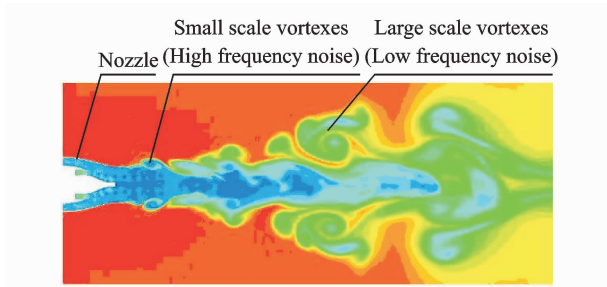 Small scale vortexes
(High frequency noise)
Large scale vortexes
(Low frequency noise)
Nozzle